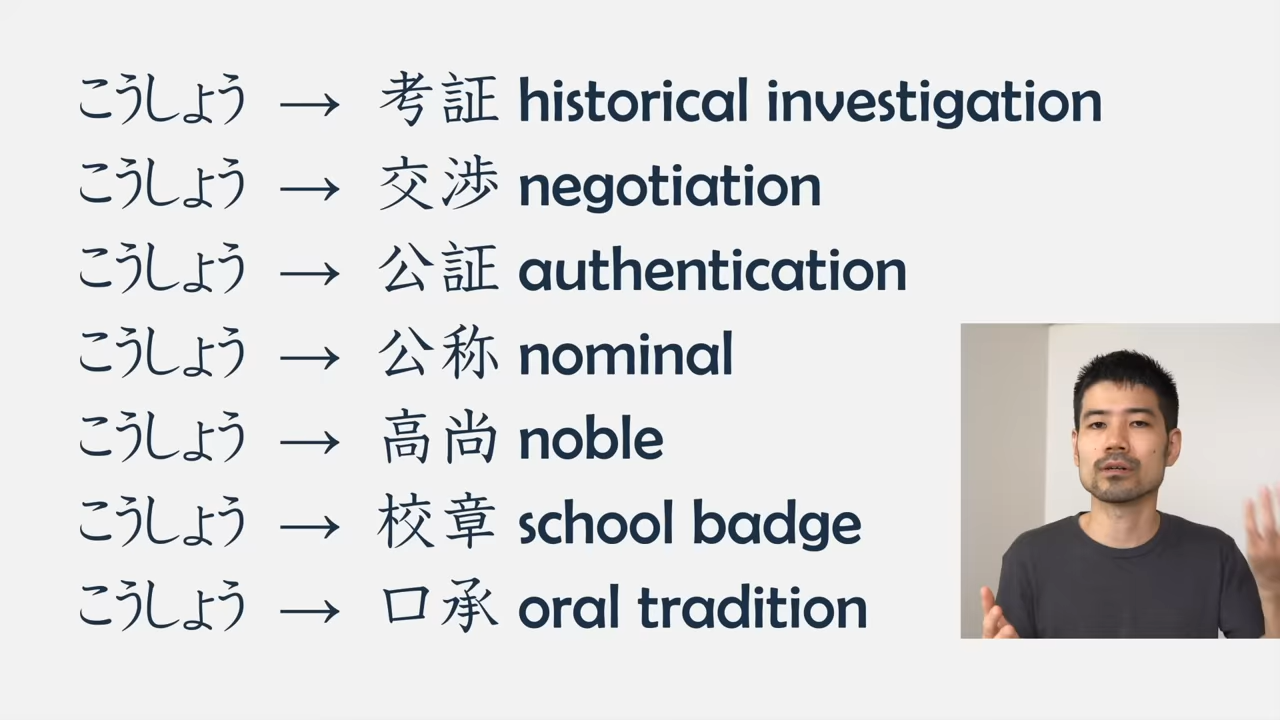 こうしょう → 考証 historical investigation
こうしょう → 交渉 negotiation
こうしょう → 公証 authentication
こうしょう → 公称 nominal
こうしょう → 高尚 noble
こうしょう → 校章 school badge
こうしょう → 口承 oral tradition